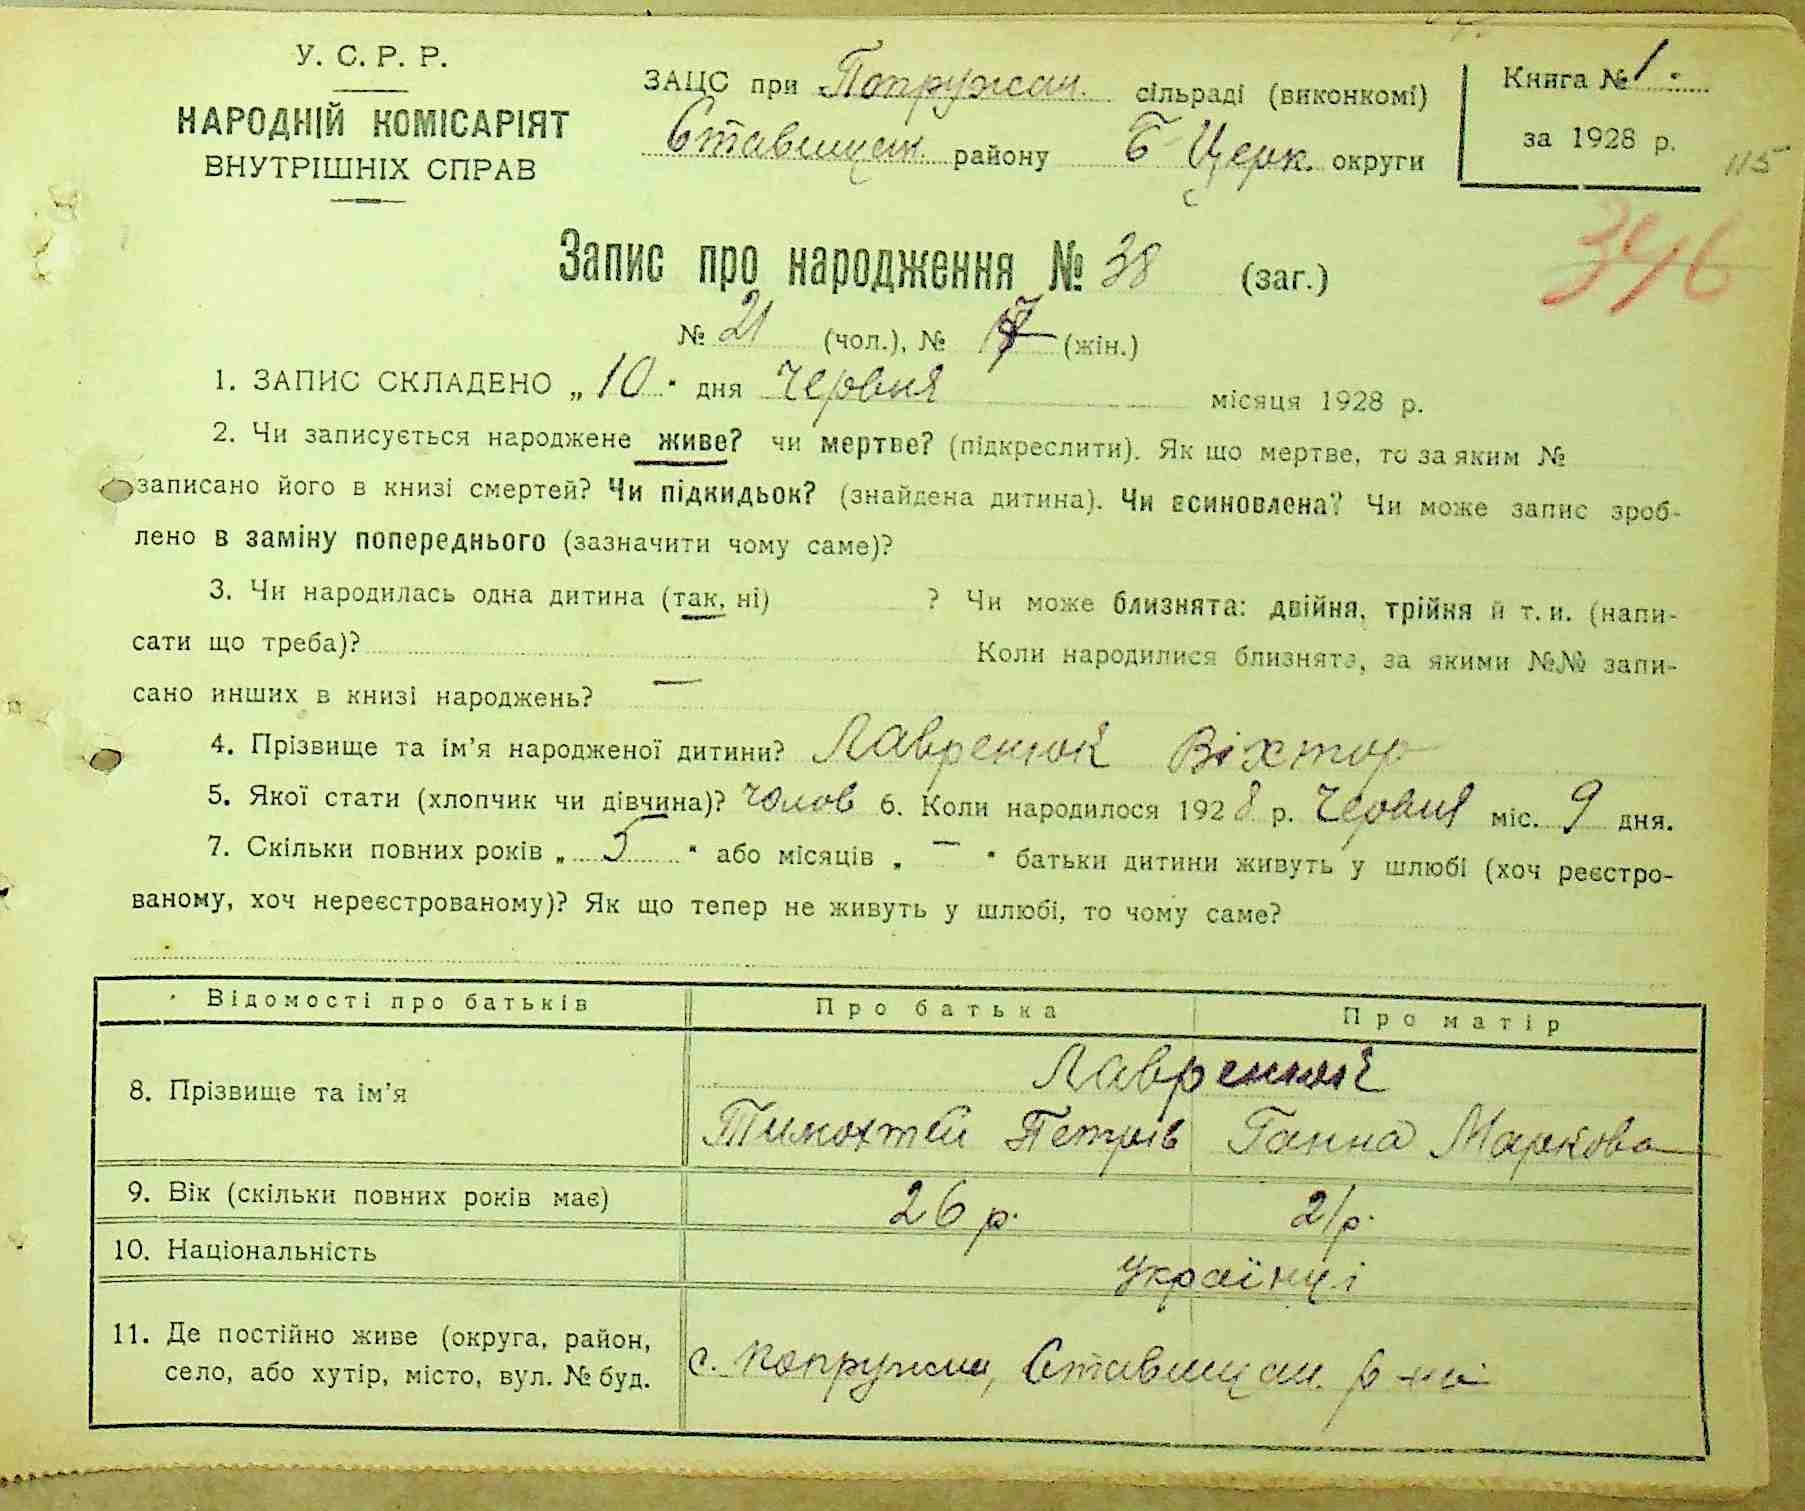 У. С. Р. Р.
НАРОДНІЙ КОМІСАРІЯТ
ВНУТРІШНІХ СПРАВ
ЗАЦС при Попружан. сільраді (виконкомі)
Ставищан. району Б-Церк. округи
Книга № 1.
за 1928 р.
115
346
Запис про народження № 38 (заг.)
№ 21 (чол.), № 17 (жін.)
1. ЗАПИС СКЛАДЕНО „10" дня Червня місяця 1928 р.
2. Чи записується народжене живе? чи мертве? (підкреслити). Як що мертве, то за яким №
записано його в книзі смертей? Чи підкидьок? (знайдена дитина). Чи всиновлена? Чи може запис зроб-
лено в заміну попереднього (зазначити чому саме)?
3. Чи народилась одна дитина (так, ні) ? Чи може близнята: двійня, трійня й т. и. (напи-
сати що треба)? Коли народилися близнята, за якими №№ запи-
сано инших в книзі народжень? —
4. Прізвище та ім'я народженої дитини? Лавренюк Віхтор
5. Якої стати (хлопчик чи дівчина)? чолов 6. Коли народилося 1928 р. Червня міс. 9 дня.
7. Скільки повних років „ 5 " або місяців „ — " батьки дитини живуть у шлюбі (хоч реєстро-
ваному, хоч нереєстрованому)? Як що тепер не живуть у шлюбі, то чому саме?
Відомості про батьків Про батька Про матір
8. Прізвище та ім'я Лавренюк
Тимохтей Петрів Ганна Маркова
9. Вік (скільки повних років має) 26 р. 21 р.
10. Національність українці
11. Де постійно живе (округа, район,
село, або хутір, місто, вул. № буд. с. Попружна, Ставищан. р-на